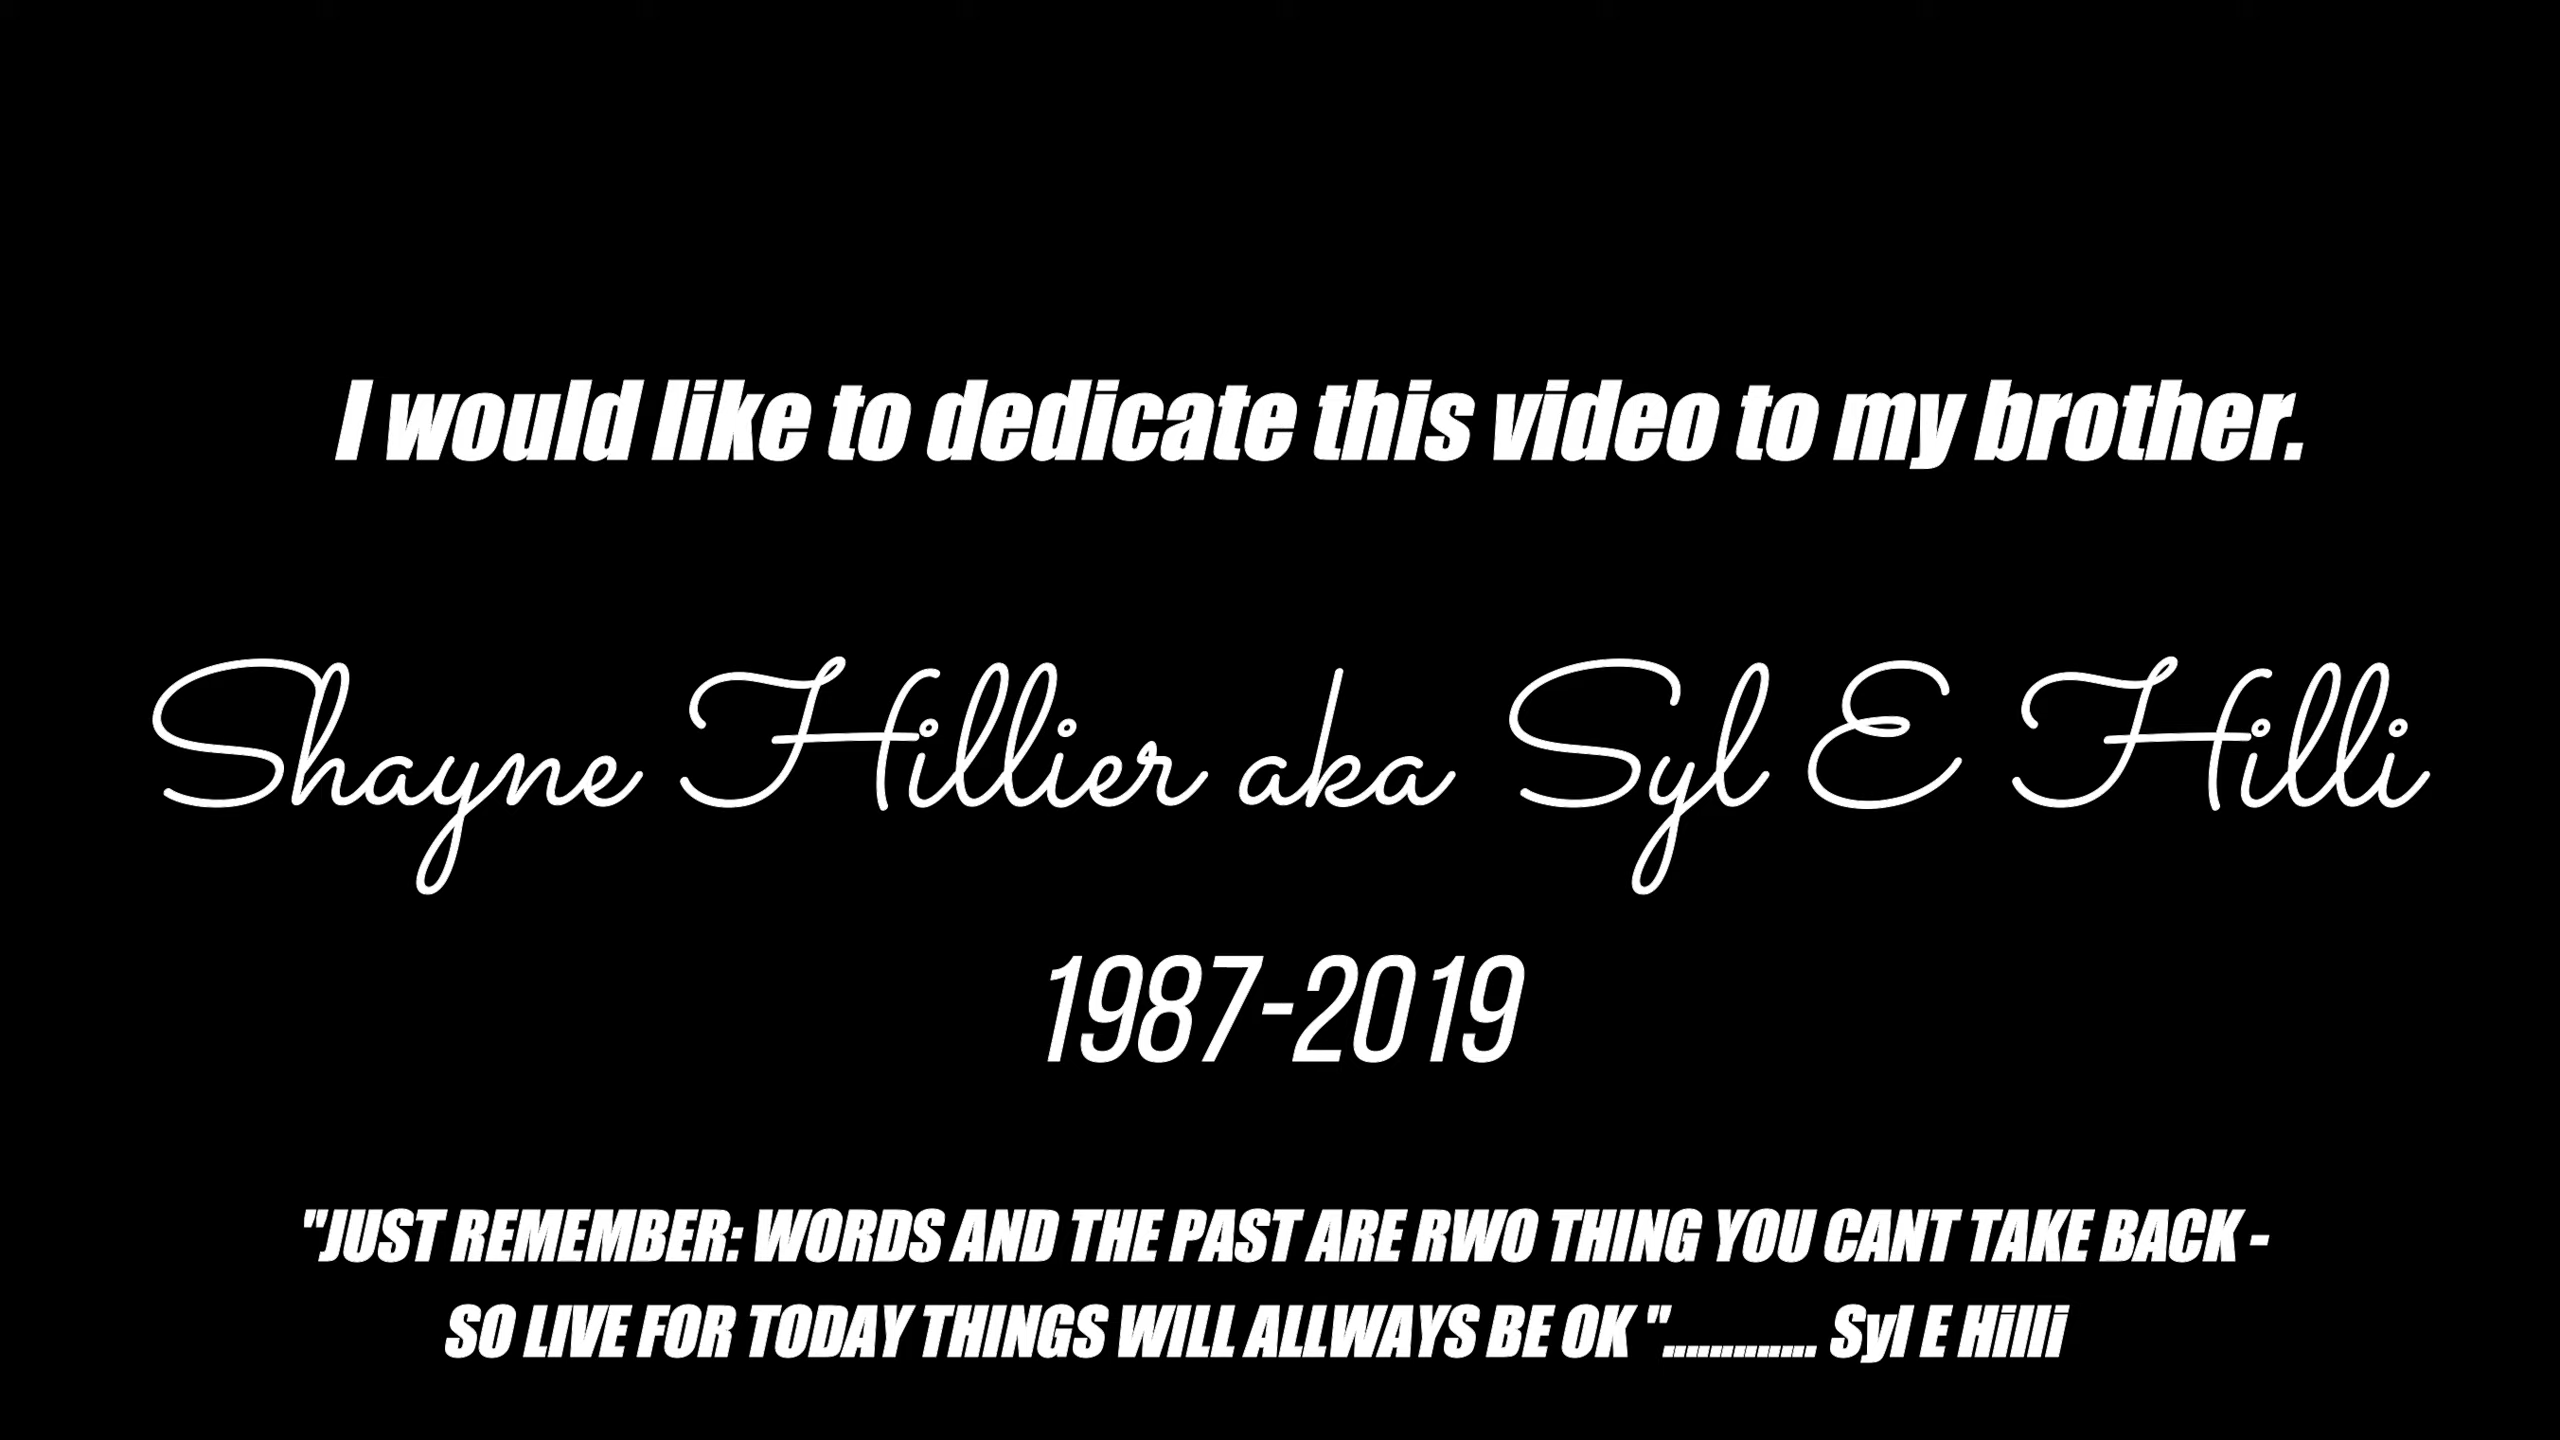 I would like to dedicate this video to my brother.
Shayne Hillier aka Syl E Hilli
1987-2019
"JUST REMEMBER: WORDS AND THE PAST ARE RWO THING YOU CANT TAKE BACK -
SO LIVE FOR TODAY THINGS WILL ALLWAYS BE OK "............. Syl E Hilli